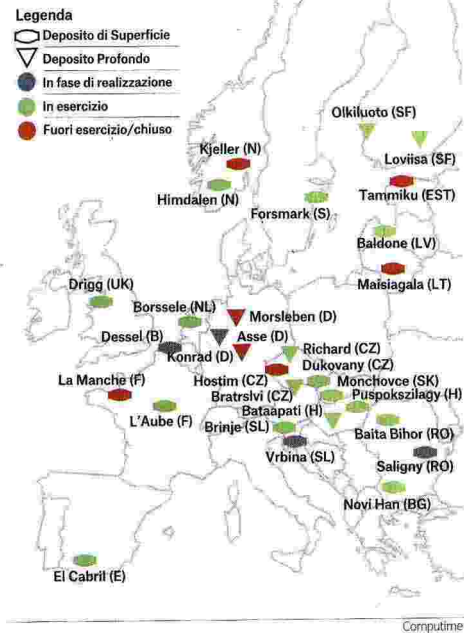 Legenda
Deposito di Superficie
Deposito Profondo
In fase di realizzazione
In esercizio
Fuori esercizio/chiuso
Olkiluoto (SF)
Kjeller (N)
Loviisa (SF)
Tammiku (EST)
Himdalen (N)
Forsmark (S)
Baldone (LV)
Maisiagala (LT)
Drigg (UK)
Borssele (NL)
Morsleben (D)
Dessel (B)
Asse (D)
Konrad (D)
Richard (CZ)
Dukovany (CZ)
La Manche (F)
Hostim (CZ)
Monchovce (SK)
Bratrslvi (CZ)
Puspokszilagy (H)
L'Aube (F)
Bataapati (H)
Brinje (SL)
Baita Bihor (RO)
Vrbina (SL)
Saligny (RO)
Novi Han (BG)
El Cabril (E)
Computime